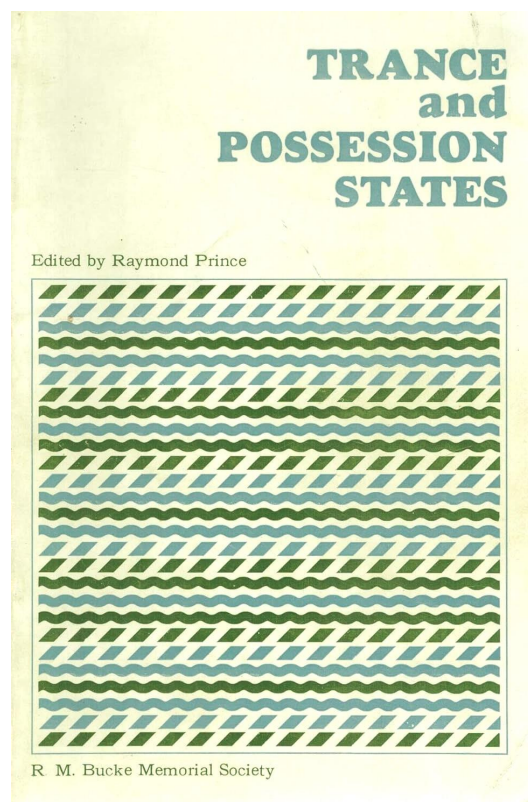 TRANCE
and
POSSESSION
STATES
Edited by Raymond Prince
R. M. Bucke Memorial Society